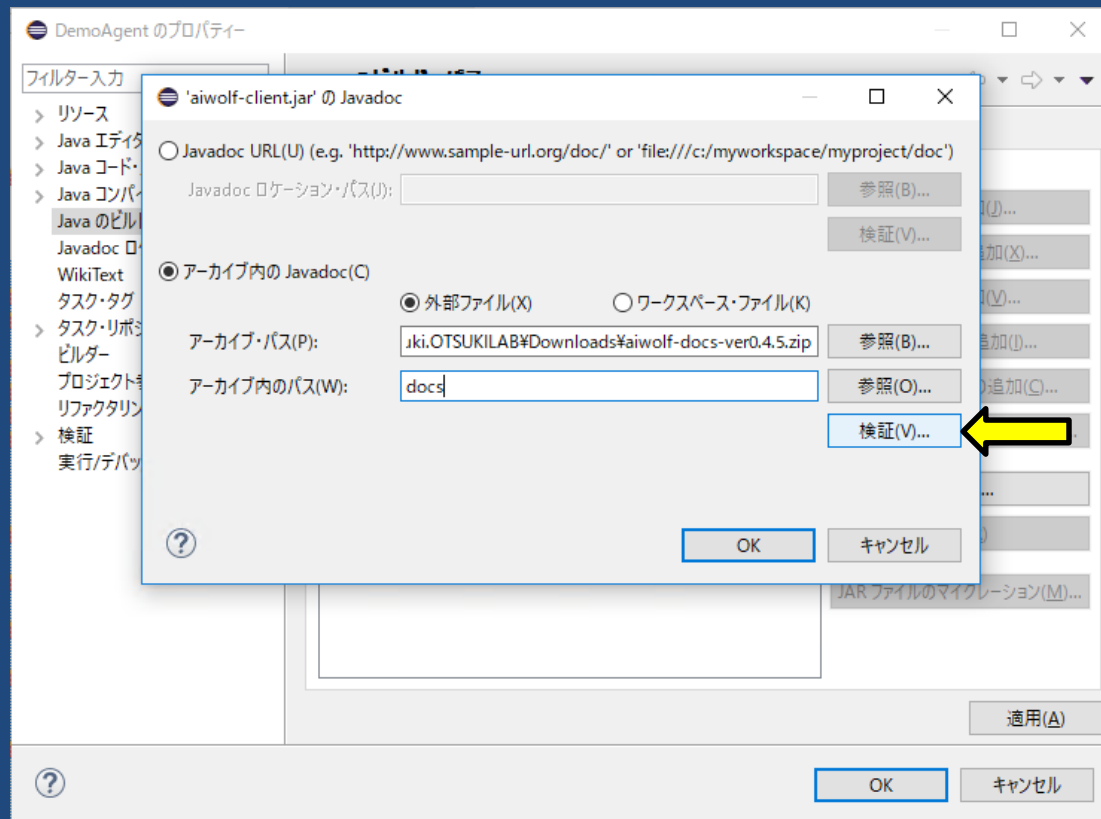 DemoAgent のプロパティー
フィルター入力
リソース
Java エディタ
Java コード・
Java コンパイ
Java のビル
Javadoc ロ
WikiText
タスク・タグ
タスク・リポジ
ビルダー
プロジェクト
リファクタリン
検証
実行/デバッ
'aiwolf-client.jar' の Javadoc
Javadoc URL(U) (e.g. 'http://www.sample-url.org/doc/' or 'file:///c:/myworkspace/myproject/doc')
Javadoc ロケーション・パス(J): 参照(B)...
検証(V)...
アーカイブ内の Javadoc(C)
外部ファイル(X) ワークスペース・ファイル(K)
アーカイブ・パス(P): ki.OTSUKILAB¥Downloads¥aiwolf-docs-ver0.4.5.zip 参照(B)...
アーカイブ内のパス(W): docs 参照(O)...
検証(V)...
OK キャンセル
(J)...
追加(X)...
(V)...
追加(I)...
追加(C)...
...
JAR ファイルのマイグレーション(M)...
適用(A)
OK キャンセル